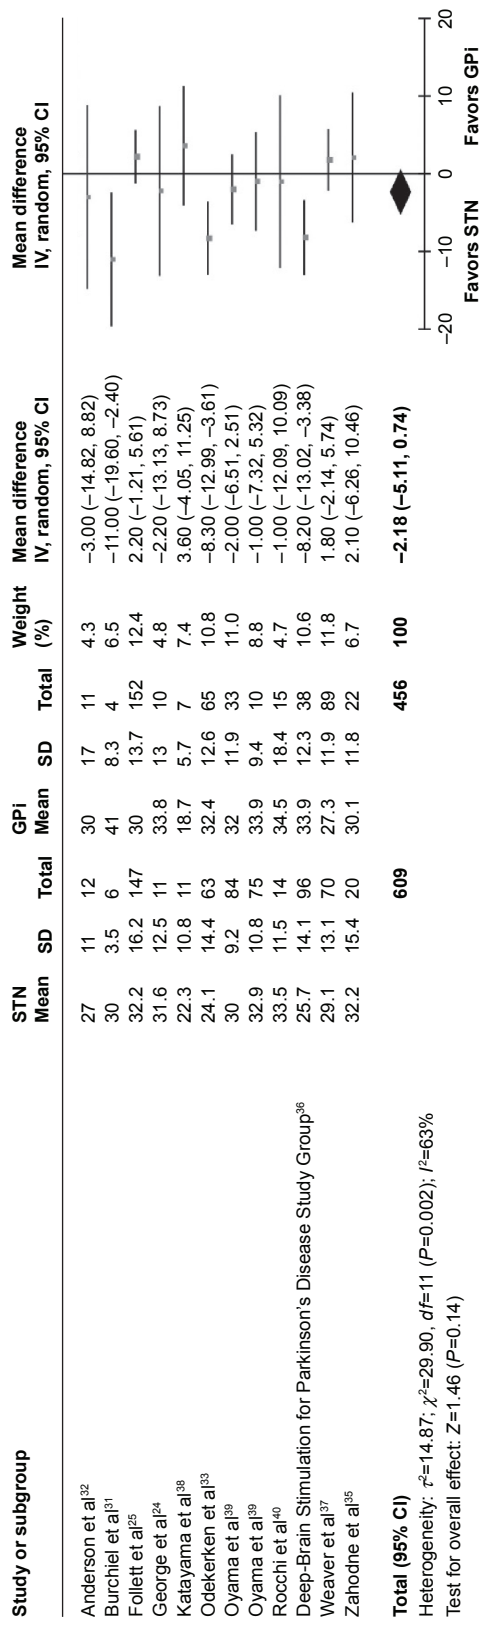 STN GPi Weight Mean difference Mean difference
Study or subgroup Mean SD Total Mean SD Total (%) IV, random, 95% CI IV, random, 95% CI
Anderson et al32 27 11 12 30 17 11 4.3 −3.00 (−14.82, 8.82)
Burchiel et al31 30 3.5 6 41 8.3 4 6.5 −11.00 (−19.60, −2.40)
Follett et al25 32.2 16.2 147 30 13.7 152 12.4 2.20 (−1.21, 5.61)
George et al24 31.6 12.5 11 33.8 13 10 4.8 −2.20 (−13.13, 8.73)
Katayama et al38 22.3 10.8 11 18.7 5.7 7 7.4 3.60 (−4.05, 11.25)
Odekerken et al33 24.1 14.4 63 32.4 12.6 65 10.8 −8.30 (−12.99, −3.61)
Oyama et al39 30 9.2 84 32 11.9 33 11.0 −2.00 (−6.51, 2.51)
Oyama et al39 32.9 10.8 75 33.9 9.4 10 8.8 −1.00 (−7.32, 5.32)
Rocchi et al40 33.5 11.5 14 34.5 18.4 15 4.7 −1.00 (−12.09, 10.09)
Deep-Brain Stimulation for Parkinson's Disease Study Group36 25.7 14.1 96 33.9 12.3 38 10.6 −8.20 (−13.02, −3.38)
Weaver et al37 29.1 13.1 70 27.3 11.9 89 11.8 1.80 (−2.14, 5.74)
Zahodne et al35 32.2 15.4 20 30.1 11.8 22 6.7 2.10 (−6.26, 10.46)
Total (95% CI) 609 456 100 −2.18 (−5.11, 0.74)
Heterogeneity: τ2=14.87; χ2=29.90, df=11 (P=0.002); I2=63%
Test for overall effect: Z=1.46 (P=0.14)
−20 −10 0 10 20
Favors STN Favors GPi